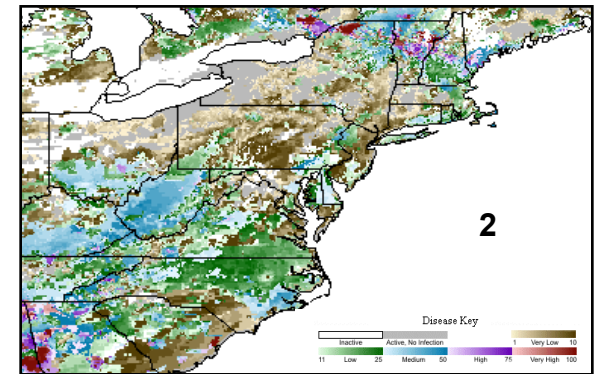 2
Disease Key
Inactive Active, No Infection 1 Very Low 10
11 Low 25 Medium 50 High 75 Very High 100